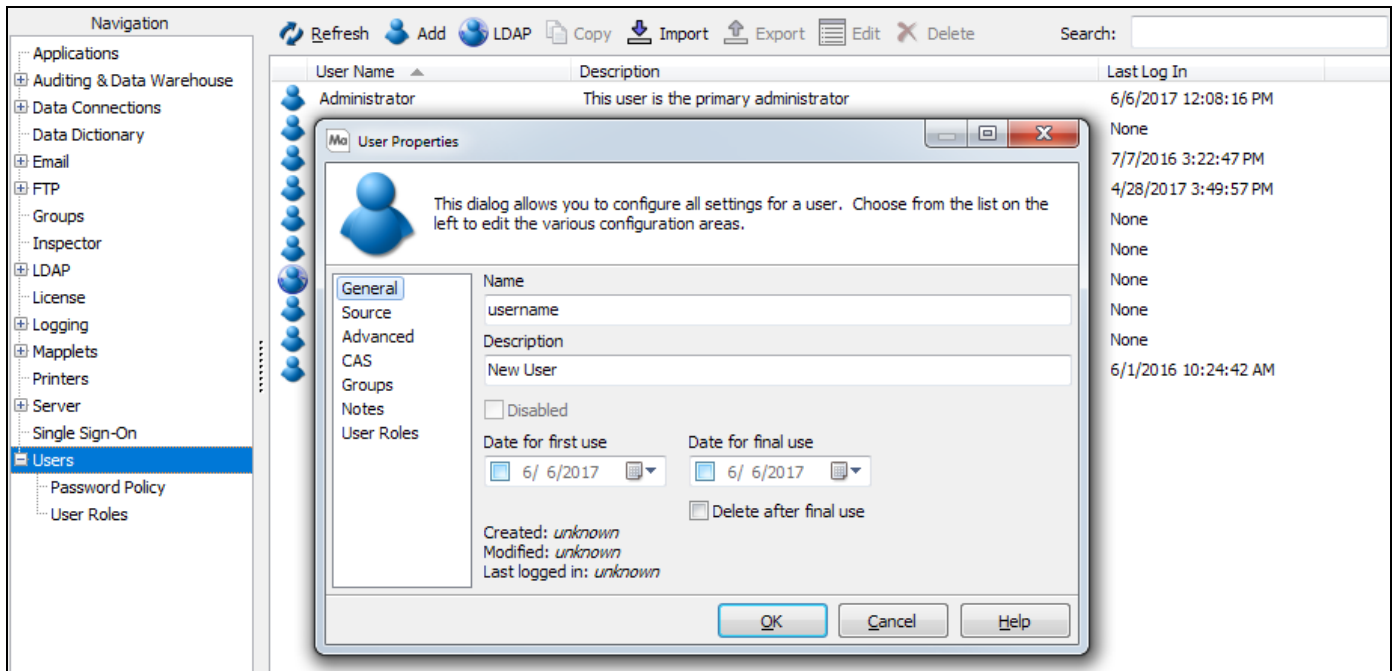 Navigation
Applications
Auditing & Data Warehouse
Data Connections
Data Dictionary
Email
FTP
Groups
Inspector
LDAP
License
Logging
Mapplets
Printers
Server
Single Sign-On
Users
Password Policy
User Roles
Refresh Add LDAP Copy Import Export Edit Delete Search:
User Name Description Last Log In
Administrator This user is the primary administrator 6/6/2017 12:08:16 PM
None
7/7/2016 3:22:47 PM
4/28/2017 3:49:57 PM
None
None
None
None
None
6/1/2016 10:24:42 AM
Ma User Properties
This dialog allows you to configure all settings for a user. Choose from the list on the
left to edit the various configuration areas.
General
Source
Advanced
CAS
Groups
Notes
User Roles
Name
username
Description
New User
Disabled
Date for first use Date for final use
6/ 6/2017 6/ 6/2017
Delete after final use
Created: unknown
Modified: unknown
Last logged in: unknown
OK Cancel Help